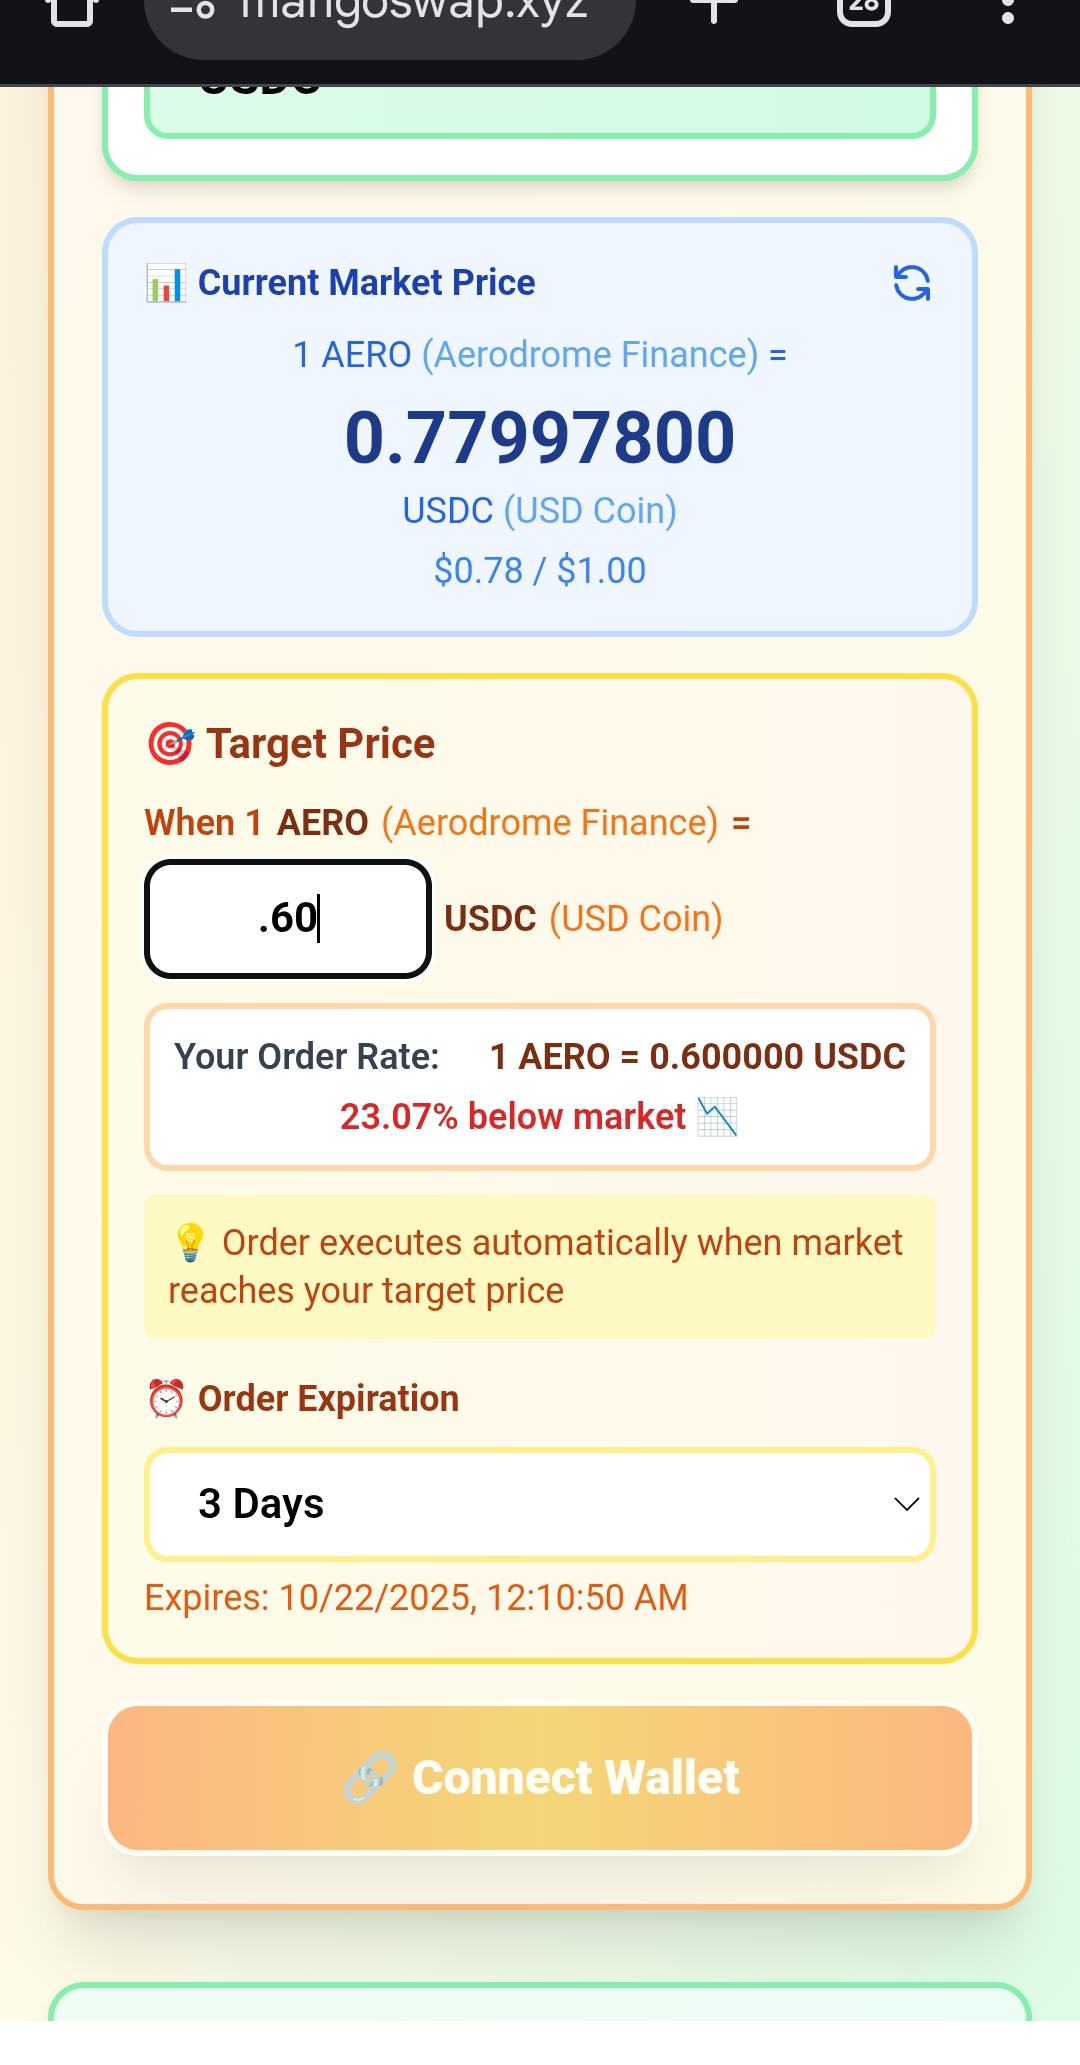 mangoswap.xyz
28
USDC
Current Market Price
1 AERO (Aerodrome Finance) =
0.77997800
USDC (USD Coin)
$0.78 / $1.00
Target Price
When 1 AERO (Aerodrome Finance) =
.60 USDC (USD Coin)
Your Order Rate: 1 AERO = 0.600000 USDC
23.07% below market
Order executes automatically when market
reaches your target price
Order Expiration
3 Days
Expires: 10/22/2025, 12:10:50 AM
Connect Wallet